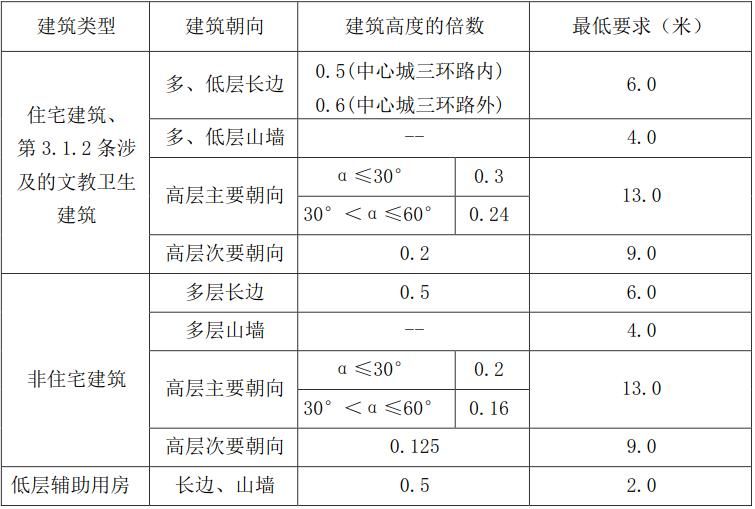 建筑类型 建筑朝向 建筑高度的倍数 最低要求（米）
住宅建筑、
第 3.1.2 条涉
及的文教卫生
建筑
多、低层长边 0.5(中心城三环路内) 6.0
0.6(中心城三环路外)
多、低层山墙 -- 4.0
高层主要朝向 α≤30° 0.3 13.0
30°＜α≤60° 0.24
高层次要朝向 0.2 9.0
非住宅建筑
多层长边 0.5 6.0
多层山墙 -- 4.0
高层主要朝向 α≤30° 0.2 13.0
30°＜α≤60° 0.16
高层次要朝向 0.125 9.0
低层辅助用房 长边、山墙 0.5 2.0